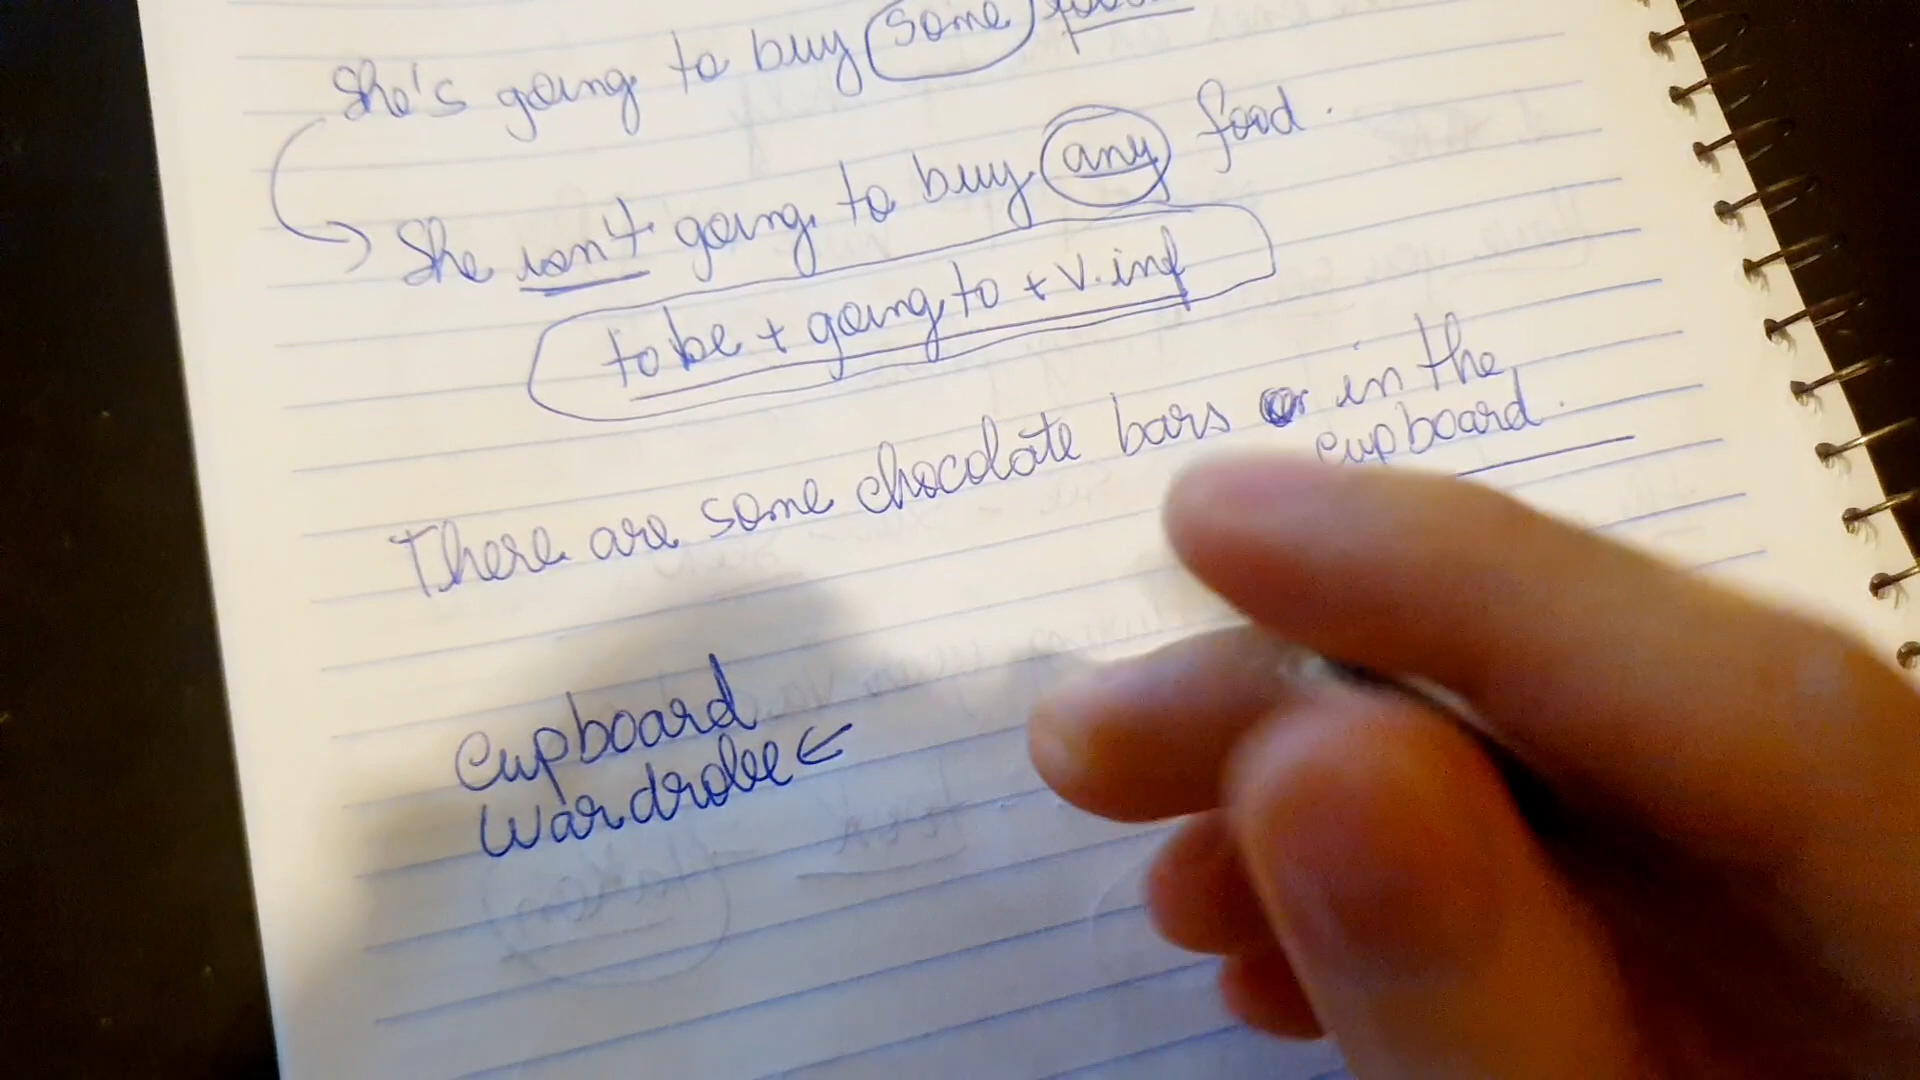 She's going to buy some food
She isn't going to buy any food.
to be + going to + v. inf
There are some chocolate bars in the
cupboard.
cupboard
wardrobe ←